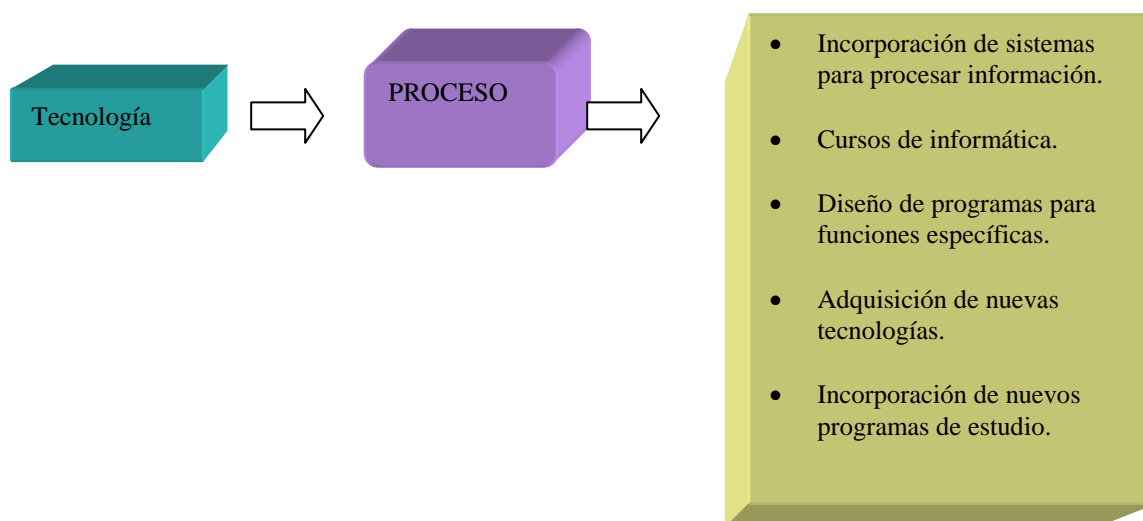 Tecnología
PROCESO
• Incorporación de sistemas
para procesar información.
• Cursos de informática.
• Diseño de programas para
funciones específicas.
• Adquisición de nuevas
tecnologías.
• Incorporación de nuevos
programas de estudio.